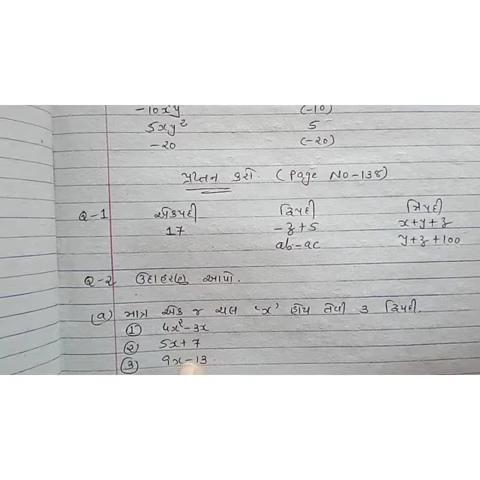 -10xy (-10)
5xy² 5
-20 (-20)
પ્રયત્ન કરો. (Page No-138)
Q-1 એકપદી દ્વિપદી ત્રિપદી
17 -z+5 x+y+z
ab-ac y+z+100
Q-2 ઉદાહરણ આપો.
(a) માત્ર એક જ ચલ 'x' હોય તેવી 3 દ્વિપદી.
① 4x²-3x
② 5x+7
③ 9x-13